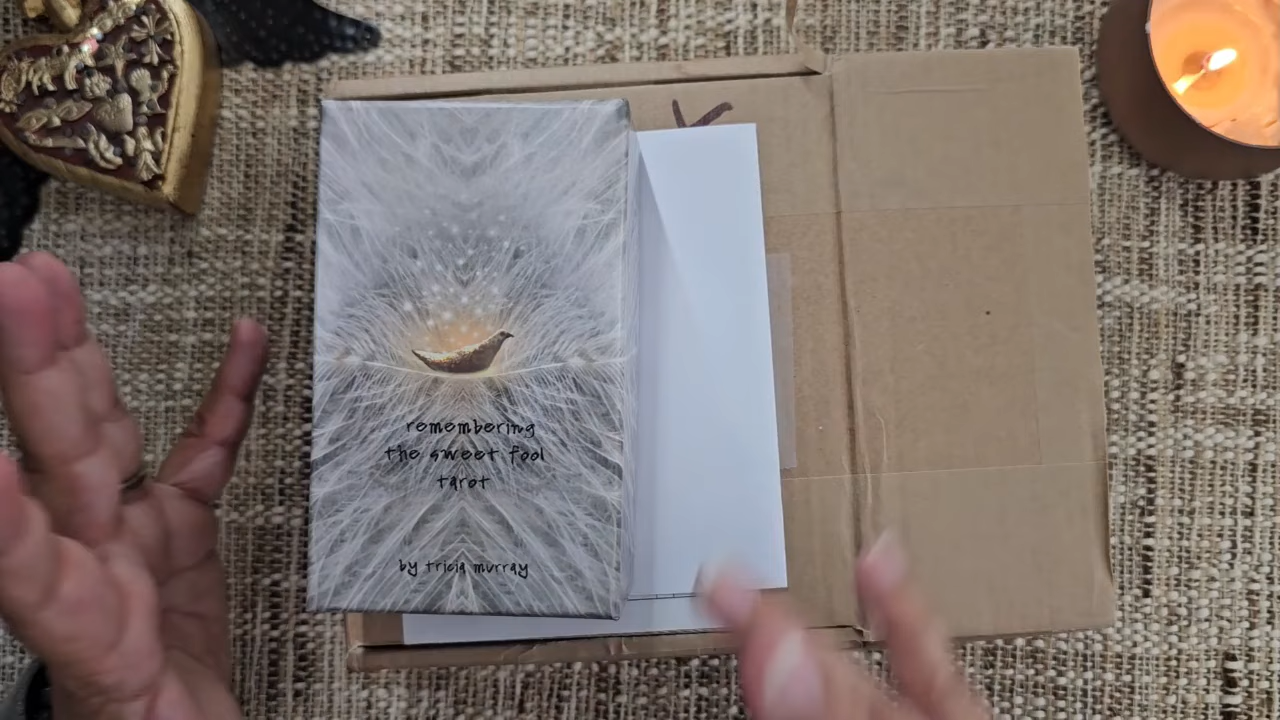 remembering
the sweet fool
tarot
by tricia murray